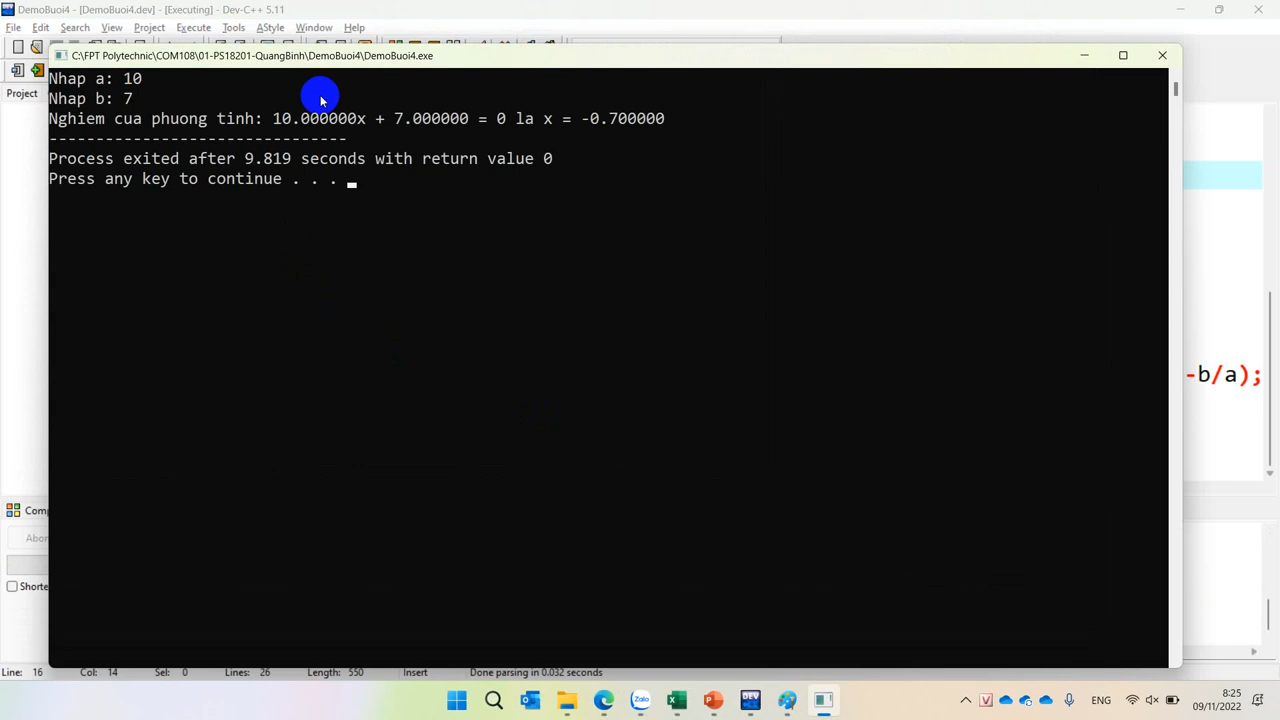 DemoBuoi4 - [DemoBuoi4.dev] - [Executing] - Dev-C++ 5.11
File Edit Search View Project Execute Tools AStyle Window Help
C:\FPT Polytechnic\COM108\01-PS18201-QuangBinh\DemoBuoi4\DemoBuoi4.exe
Project
Nhap a: 10
Nhap b: 7
Nghiem cua phuong tinh: 10.000000x + 7.000000 = 0 la x = -0.700000
--------------------------------
Process exited after 9.819 seconds with return value 0
Press any key to continue . . .
-b/a);
Line: 16 Col: 14 Sel: 0 Lines: 26 Length: 550 Insert Done parsing in 0.032 seconds
Zalo
DEV
ENG
8:25
09/11/2022